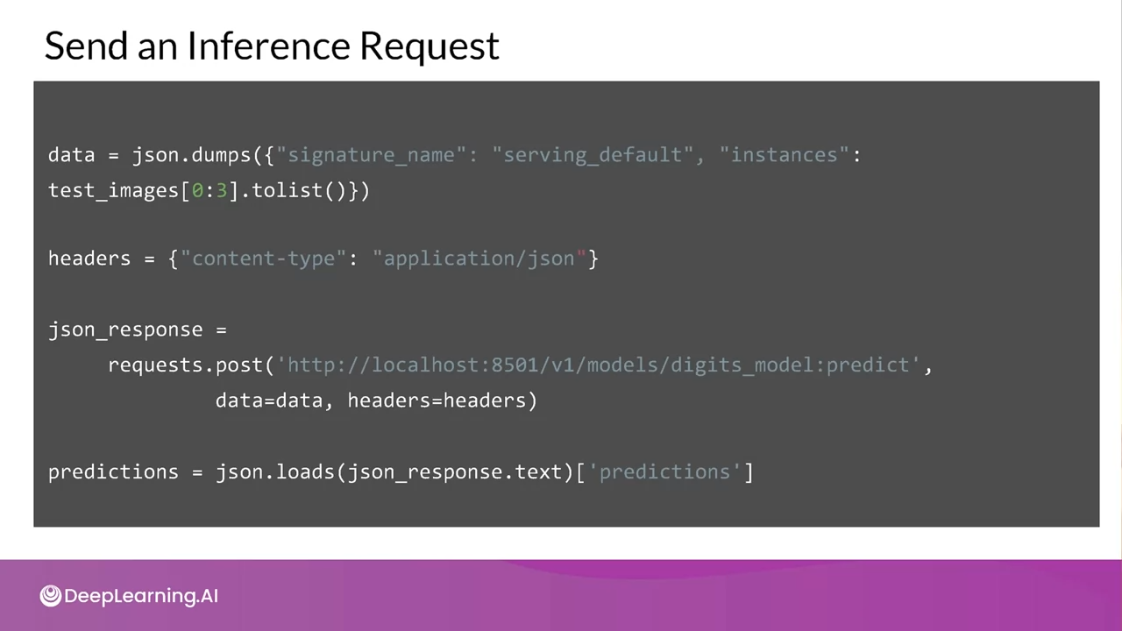 Send an Inference Request
data = json.dumps({"signature_name": "serving_default", "instances":
test_images[0:3].tolist()})
headers = {"content-type": "application/json"}
json_response =
requests.post('http://localhost:8501/v1/models/digits_model:predict',
data=data, headers=headers)
predictions = json.loads(json_response.text)['predictions']
DeepLearning.AI